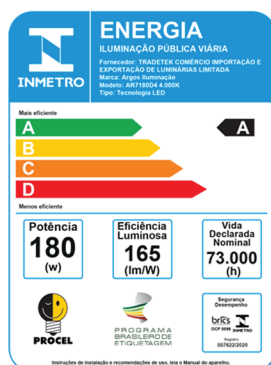 ENERGIA
ILUMINAÇÃO PÚBLICA VIÁRIA
Fornecedor: TRADETEK COMÉRCIO IMPORTAÇÃO E
EXPORTAÇÃO DE LUMINÁRIAS LIMITADA
Marca: Argos Iluminação
Modelo: AR7180D4 4.000K
Tipo: Tecnologia LED
INMETRO
Mais eficiente
A
A
B
C
D
Menos eficiente
Potência
180
(w)
Eficiência
Luminosa
165
(lm/W)
Vida
Declarada
Nominal
73.000
(h)
PROCEL
PROGRAMA
BRASILEIRO DE
ETIQUETAGEM
Segurança
Desempenho
brics
OCP 0098
INMETRO
Registro
007622/2020
Instruções de instalação e recomendações de uso, leia o Manual do aparelho.